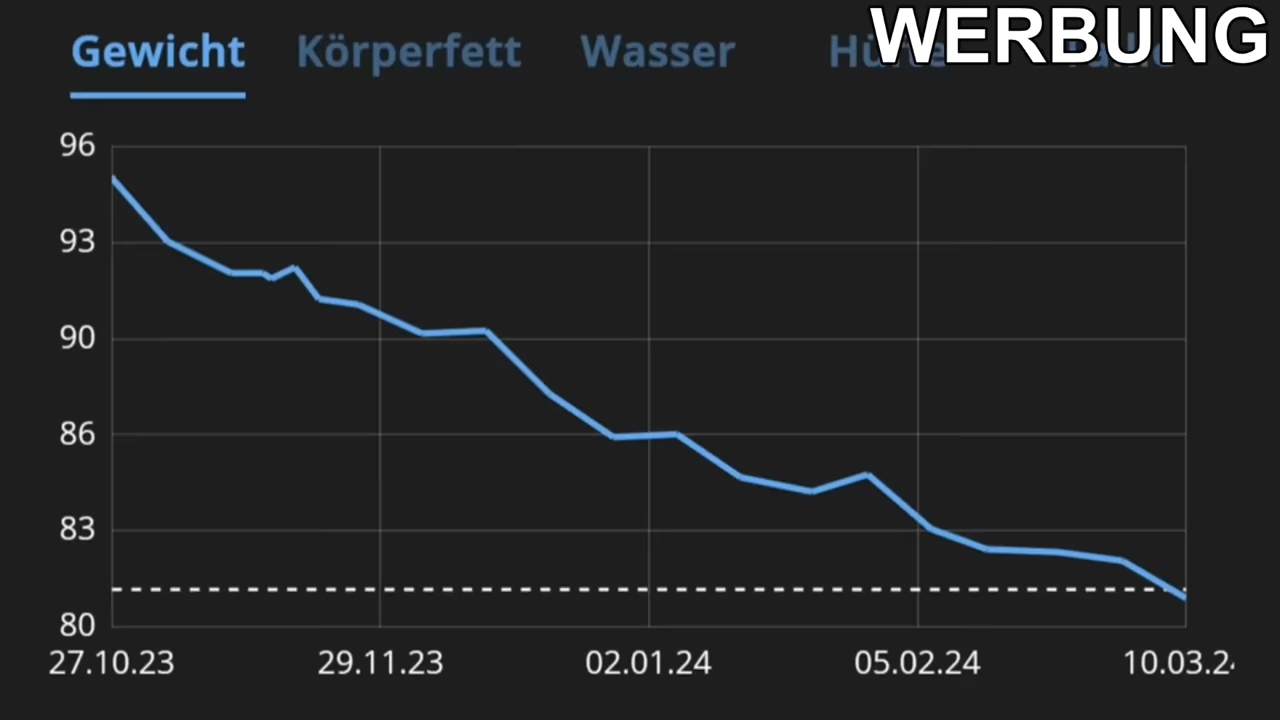 WERBUNG
Gewicht Körperfett Wasser
96
93
90
86
83
80
27.10.23 29.11.23 02.01.24 05.02.24 10.03.2